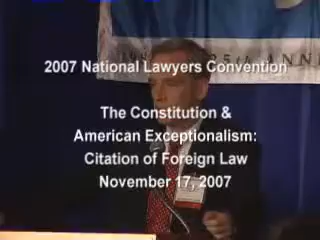 2007 National Lawyers Convention
The Constitution &
American Exceptionalism:
Citation of Foreign Law
November 17, 2007